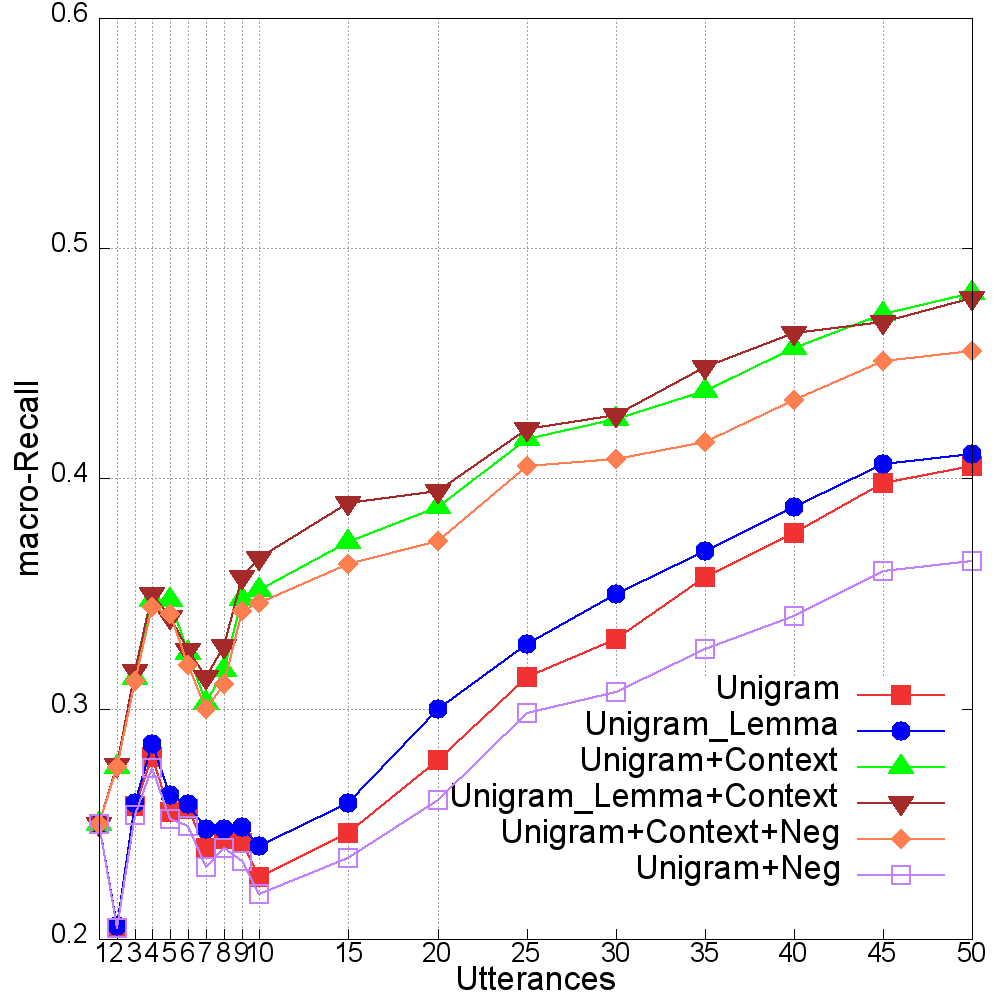 0.6
0.5
0.4
0.3
0.2
macro-Recall
Unigram
Unigram_Lemma
Unigram+Context
Unigram_Lemma+Context
Unigram+Context+Neg
Unigram+Neg
1 2 3 4 5 6 7 8 9 10 15 20 25 30 35 40 45 50
Utterances